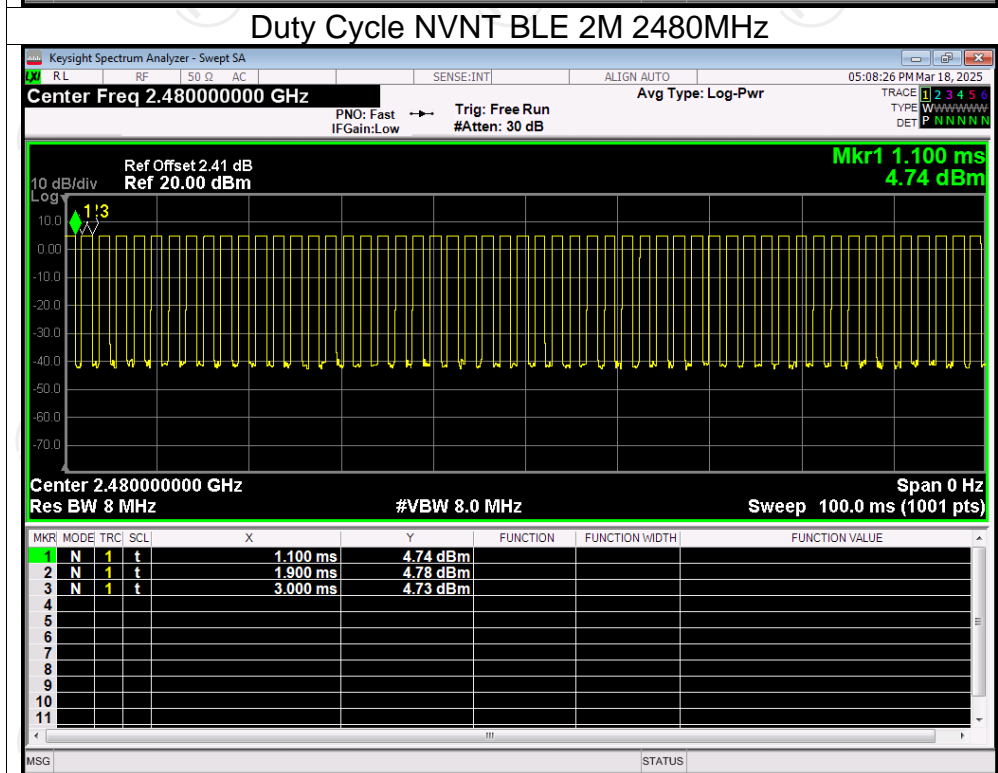 Duty Cycle NVNT BLE 2M 2480MHz
Keysight Spectrum Analyzer - Swept SA
LXI RL RF 50 Ω AC SENSE:INT ALIGN AUTO 05:08:26 PM Mar 18, 2025
Center Freq 2.480000000 GHz Avg Type: Log-Pwr TRACE 1 2 3 4 5 6
PNO: Fast Trig: Free Run TYPE WWWWWWW
IFGain:Low #Atten: 30 dB DET P N N N N N
Mkr1 1.100 ms
4.74 dBm
Ref Offset 2.41 dB
10 dB/div Ref 20.00 dBm
Log
1 3
10.0
0.00
-10.0
-20.0
-30.0
-40.0
-50.0
-60.0
-70.0
Center 2.480000000 GHz Span 0 Hz
Res BW 8 MHz #VBW 8.0 MHz Sweep 100.0 ms (1001 pts)
MKR MODE TRC SCL X Y FUNCTION FUNCTION WIDTH FUNCTION VALUE
1 N 1 t 1.100 ms 4.74 dBm
2 N 1 t 1.900 ms 4.78 dBm
3 N 1 t 3.000 ms 4.73 dBm
4
5
6
7
8
9
10
11
MSG STATUS